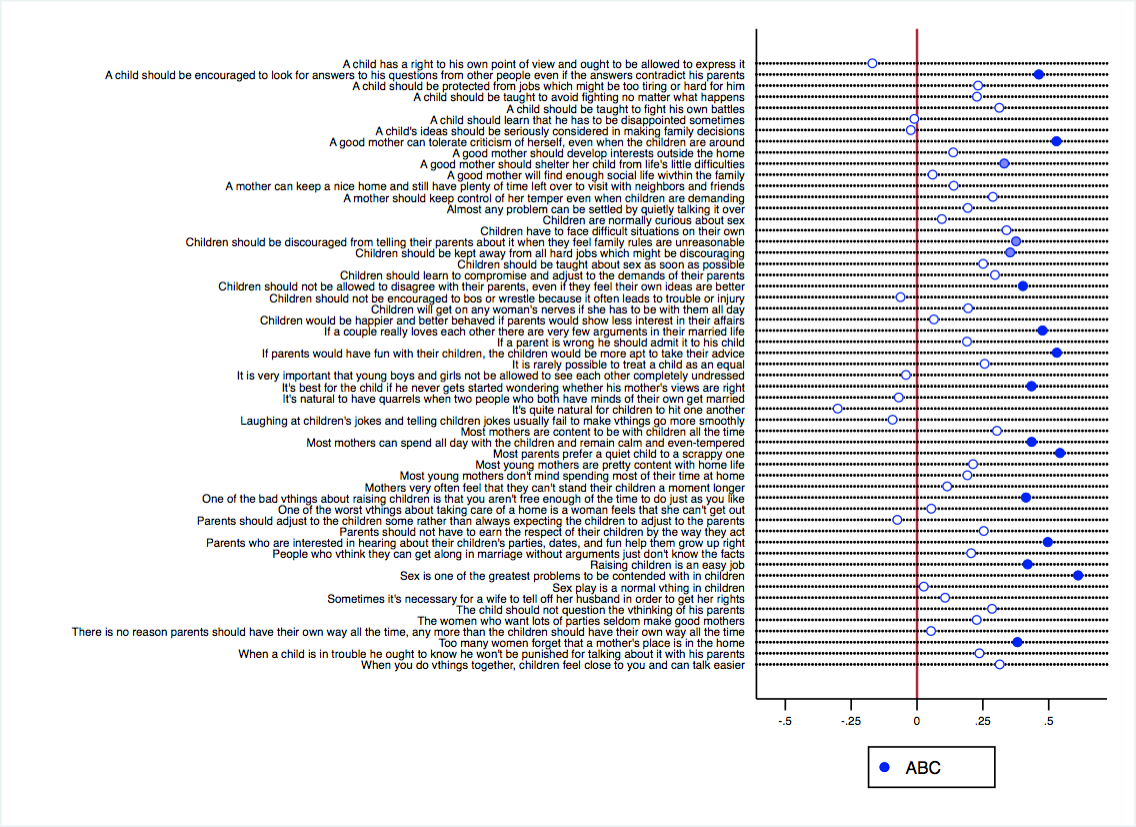 A child has a right to his own point of view and ought to be allowed to express it
A child should be encouraged to look for answers to his questions from other people even if the answers contradict his parents
A child should be protected from jobs which might be too tiring or hard for him
A child should be taught to avoid fighting no matter what happens
A child should be taught to fight his own battles
A child should learn that he has to be disappointed sometimes
A child's ideas should be seriously considered in making family decisions
A good mother can tolerate criticism of herself, even when the children are around
A good mother should develop interests outside the home
A good mother should shelter her child from life's little difficulties
A good mother will find enough social life wivthin the family
A mother can keep a nice home and still have plenty of time left over to visit with neighbors and friends
A mother should keep control of her temper even when children are demanding
Almost any problem can be settled by quietly talking it over
Children are normally curious about sex
Children have to face difficult situations on their own
Children should be discouraged from telling their parents about it when they feel family rules are unreasonable
Children should be kept away from all hard jobs which might be discouraging
Children should be taught about sex as soon as possible
Children should learn to compromise and adjust to the demands of their parents
Children should not be allowed to disagree with their parents, even if they feel their own ideas are better
Children should not be encouraged to bos or wrestle because it often leads to trouble or injury
Children will get on any woman's nerves if she has to be with them all day
Children would be happier and better behaved if parents would show less interest in their affairs
If a couple really loves each other there are very few arguments in their married life
If a parent is wrong he should admit it to his child
If parents would have fun with their children, the children would be more apt to take their advice
It is rarely possible to treat a child as an equal
It is very important that young boys and girls not be allowed to see each other completely undressed
It's best for the child if he never gets started wondering whether his mother's views are right
It's natural to have quarrels when two people who both have minds of their own get married
It's quite natural for children to hit one another
Laughing at children's jokes and telling children jokes usually fail to make vthings go more smoothly
Most mothers are content to be with children all the time
Most mothers can spend all day with the children and remain calm and even-tempered
Most parents prefer a quiet child to a scrappy one
Most young mothers are pretty content with home life
Most young mothers don't mind spending most of their time at home
Mothers very often feel that they can't stand their children a moment longer
One of the bad vthings about raising children is that you aren't free enough of the time to do just as you like
One of the worst vthings about taking care of a home is a woman feels that she can't get out
Parents should adjust to the children some rather than always expecting the children to adjust to the parents
Parents should not have to earn the respect of their children by the way they act
Parents who are interested in hearing about their children's parties, dates, and fun help them grow up right
People who vthink they can get along in marriage without arguments just don't know the facts
Raising children is an easy job
Sex is one of the greatest problems to be contended with in children
Sex play is a normal vthing in children
Sometimes it's necessary for a wife to tell off her husband in order to get her rights
The child should not question the vthinking of his parents
The women who want lots of parties seldom make good mothers
There is no reason parents should have their own way all the time, any more than the children should have their own way all the time
Too many women forget that a mother's place is in the home
When a child is in trouble he ought to know he won't be punished for talking about it with his parents
When you do vthings together, children feel close to you and can talk easier
-.5 -.25 0 .25 .5
ABC